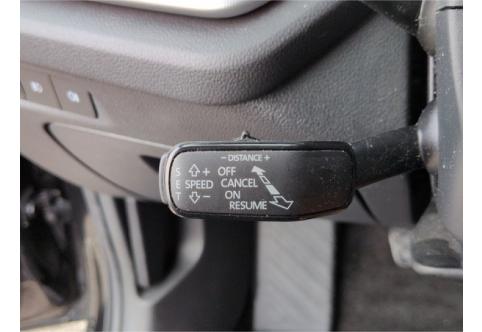 − DISTANCE +
S + OFF
E SPEED CANCEL
T − ON
RESUME